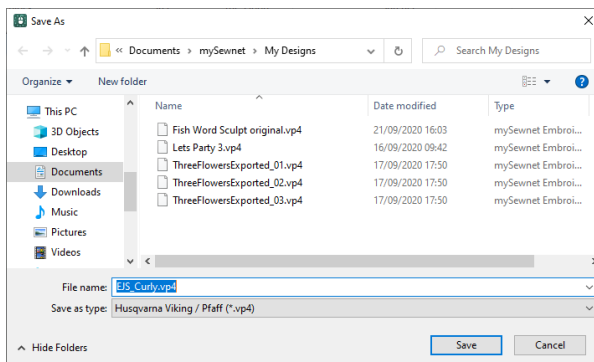 Save As
« Documents › mySewnet › My Designs
Search My Designs
Organize
New folder
This PC
3D Objects
Desktop
Documents
Downloads
Music
Pictures
Videos
Name Date modified Type
Fish Word Sculpt original.vp4 21/09/2020 16:03 mySewnet Embroi...
Lets Party 3.vp4 16/09/2020 09:42 mySewnet Embroi...
ThreeFlowersExported_01.vp4 17/09/2020 17:50 mySewnet Embroi...
ThreeFlowersExported_02.vp4 17/09/2020 17:50 mySewnet Embroi...
ThreeFlowersExported_03.vp4 17/09/2020 17:50 mySewnet Embroi...
File name: EJS_Curly.vp4
Save as type: Husqvarna Viking / Pfaff (*.vp4)
Hide Folders
Save
Cancel